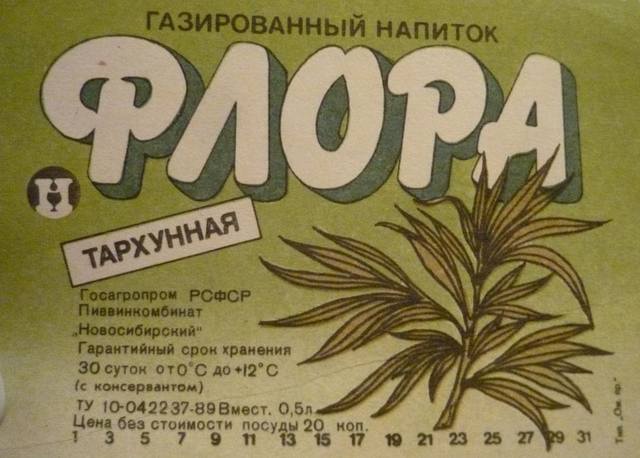 ГАЗИРОВАННЫЙ НАПИТОК
ФЛОРА
ТАРХУННАЯ
Госагропром РСФСР
Пиввинкомбинат
„Новосибирский"
Гарантийный срок хранения
30 суток от 0°С до +12°С
(с консервантом)
ТУ 10-04 22 37-89 Вмест. 0,5л.
Цена без стоимости посуды 20 коп.
1 3 5 7 9 11 13 15 17 19 21 23 25 27 29 31